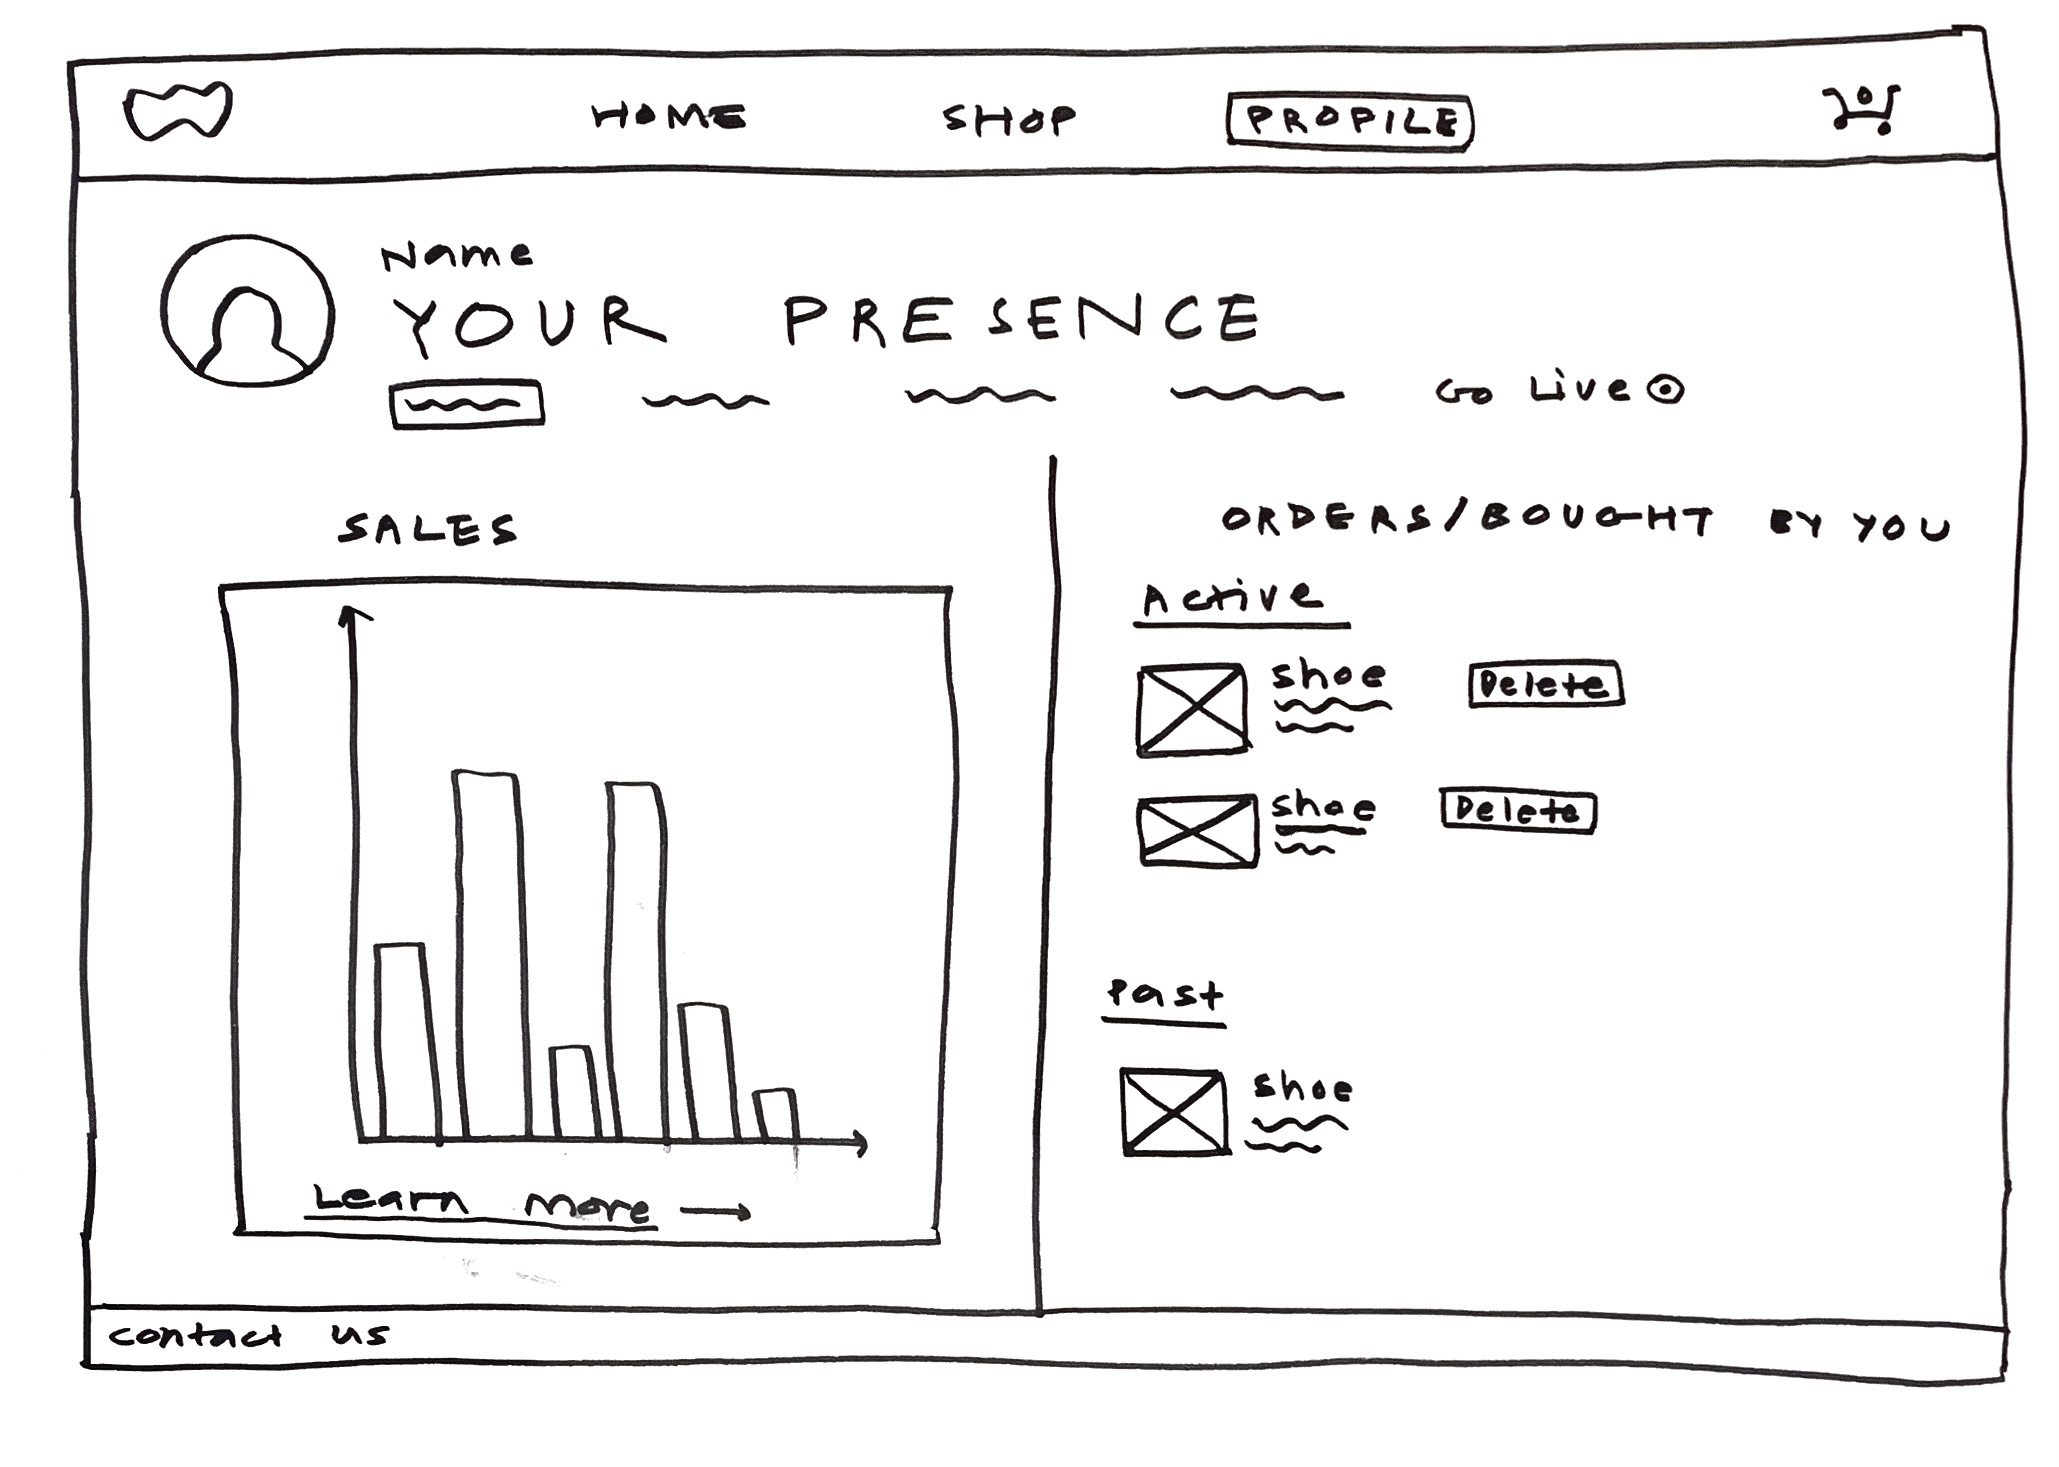 HOME SHOP PROFILE
Name
YOUR PRESENCE
Go Live
SALES
Learn more
ORDERS/BOUGHT BY YOU
Active
shoe Delete
shoe Delete
Past
shoe
contact us